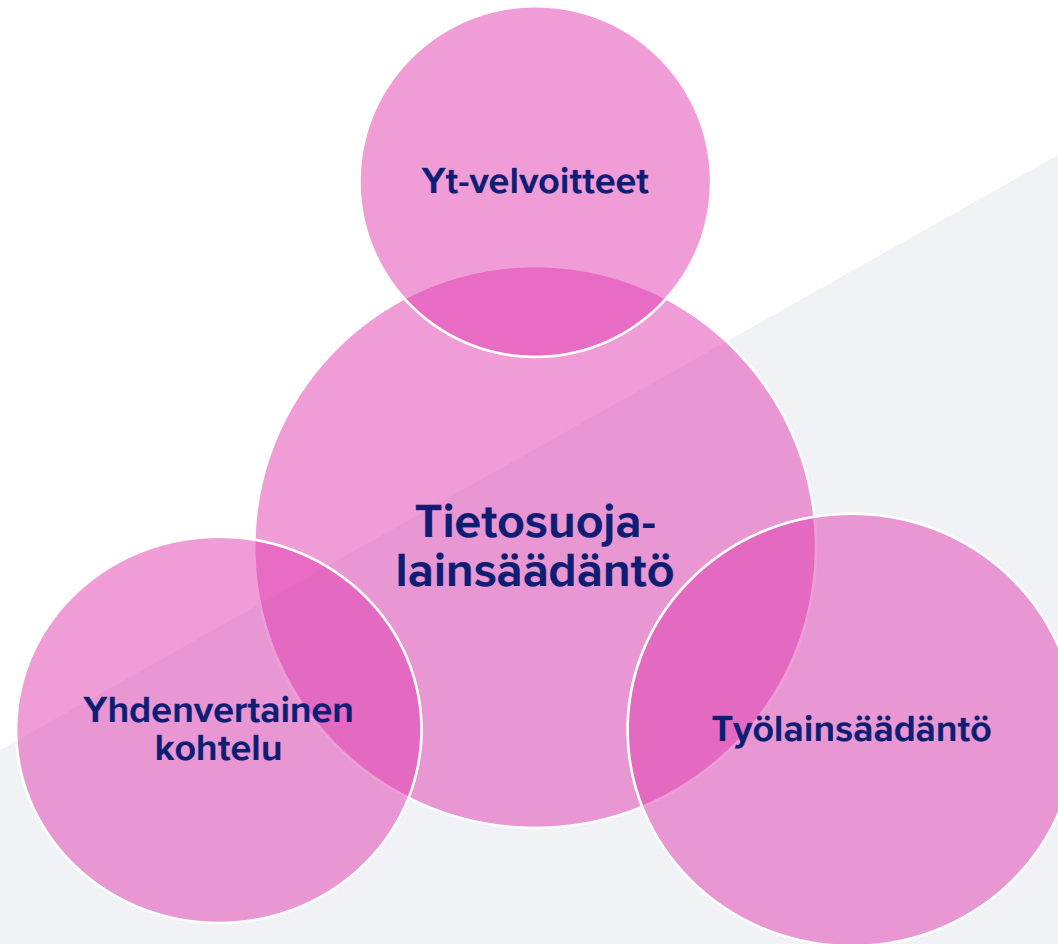 Yt-velvoitteet
Tietosuoja-
lainsäädäntö
Yhdenvertainen
kohtelu
Työlainsäädäntö